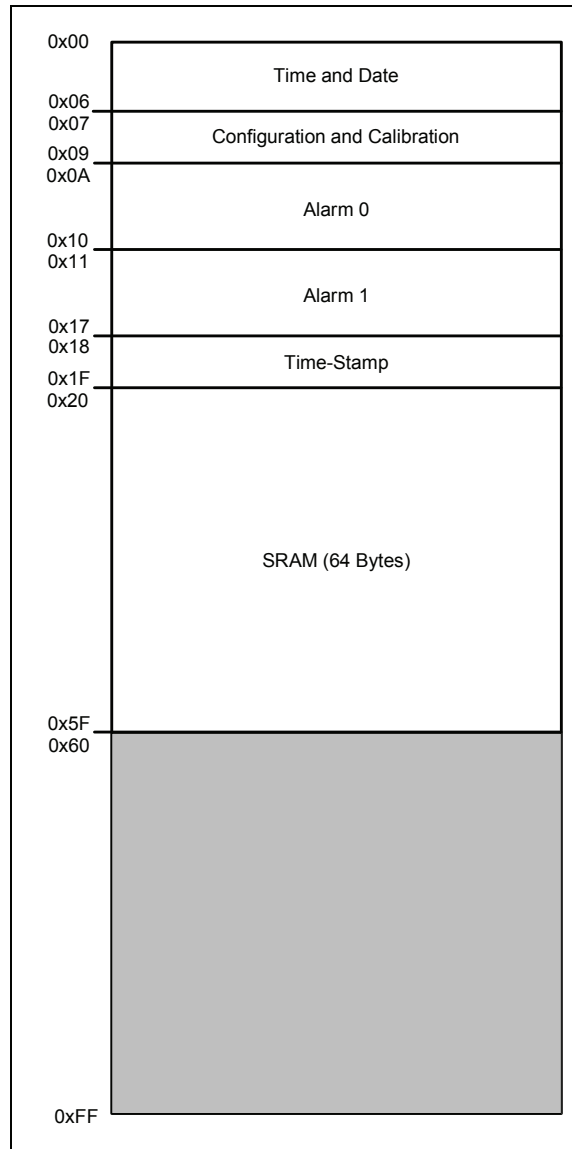 0x00
Time and Date
0x06
0x07
Configuration and Calibration
0x09
0x0A
Alarm 0
0x10
0x11
Alarm 1
0x17
0x18
Time-Stamp
0x1F
0x20
SRAM (64 Bytes)
0x5F
0x60
0xFF